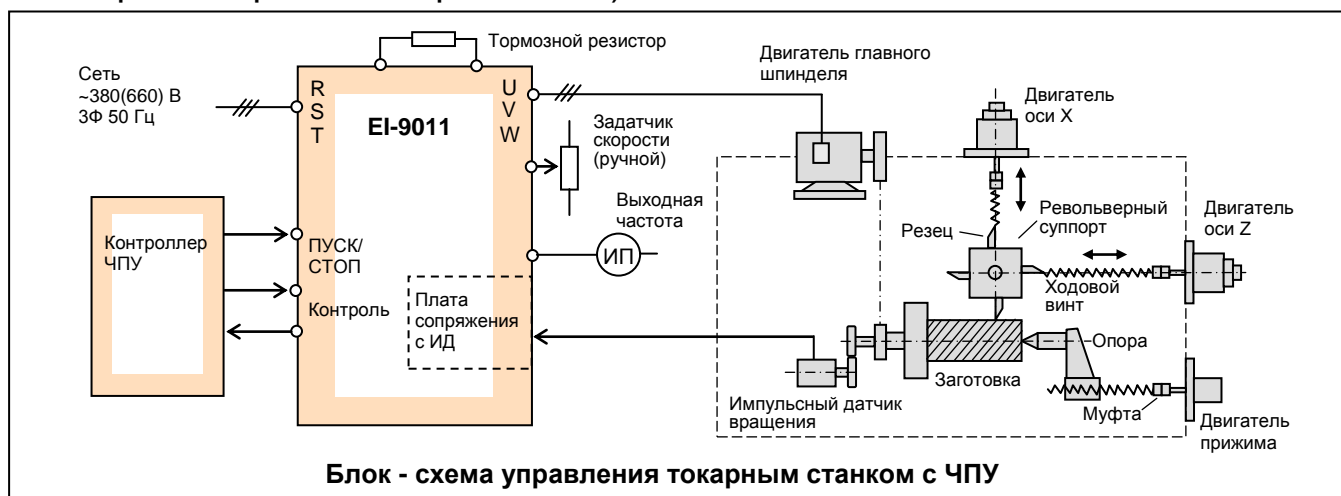 Тормозной резистор
Сеть
~380(660) В
3Ф 50 Гц
R
S
T
U
V
W
EI-9011
Двигатель главного
шпинделя
Двигатель
оси X
Задатчик
скорости
(ручной)
Выходная
частота
ИП
Контроллер
ЧПУ
ПУСК/
СТОП
Контроль
Плата
сопряжения
с ИД
Резец
Револьверный
суппорт
Двигатель
оси Z
Ходовой
винт
Опора
Заготовка
Импульсный датчик
вращения
Муфта
Двигатель
прижима
Блок - схема управления токарным станком с ЧПУ